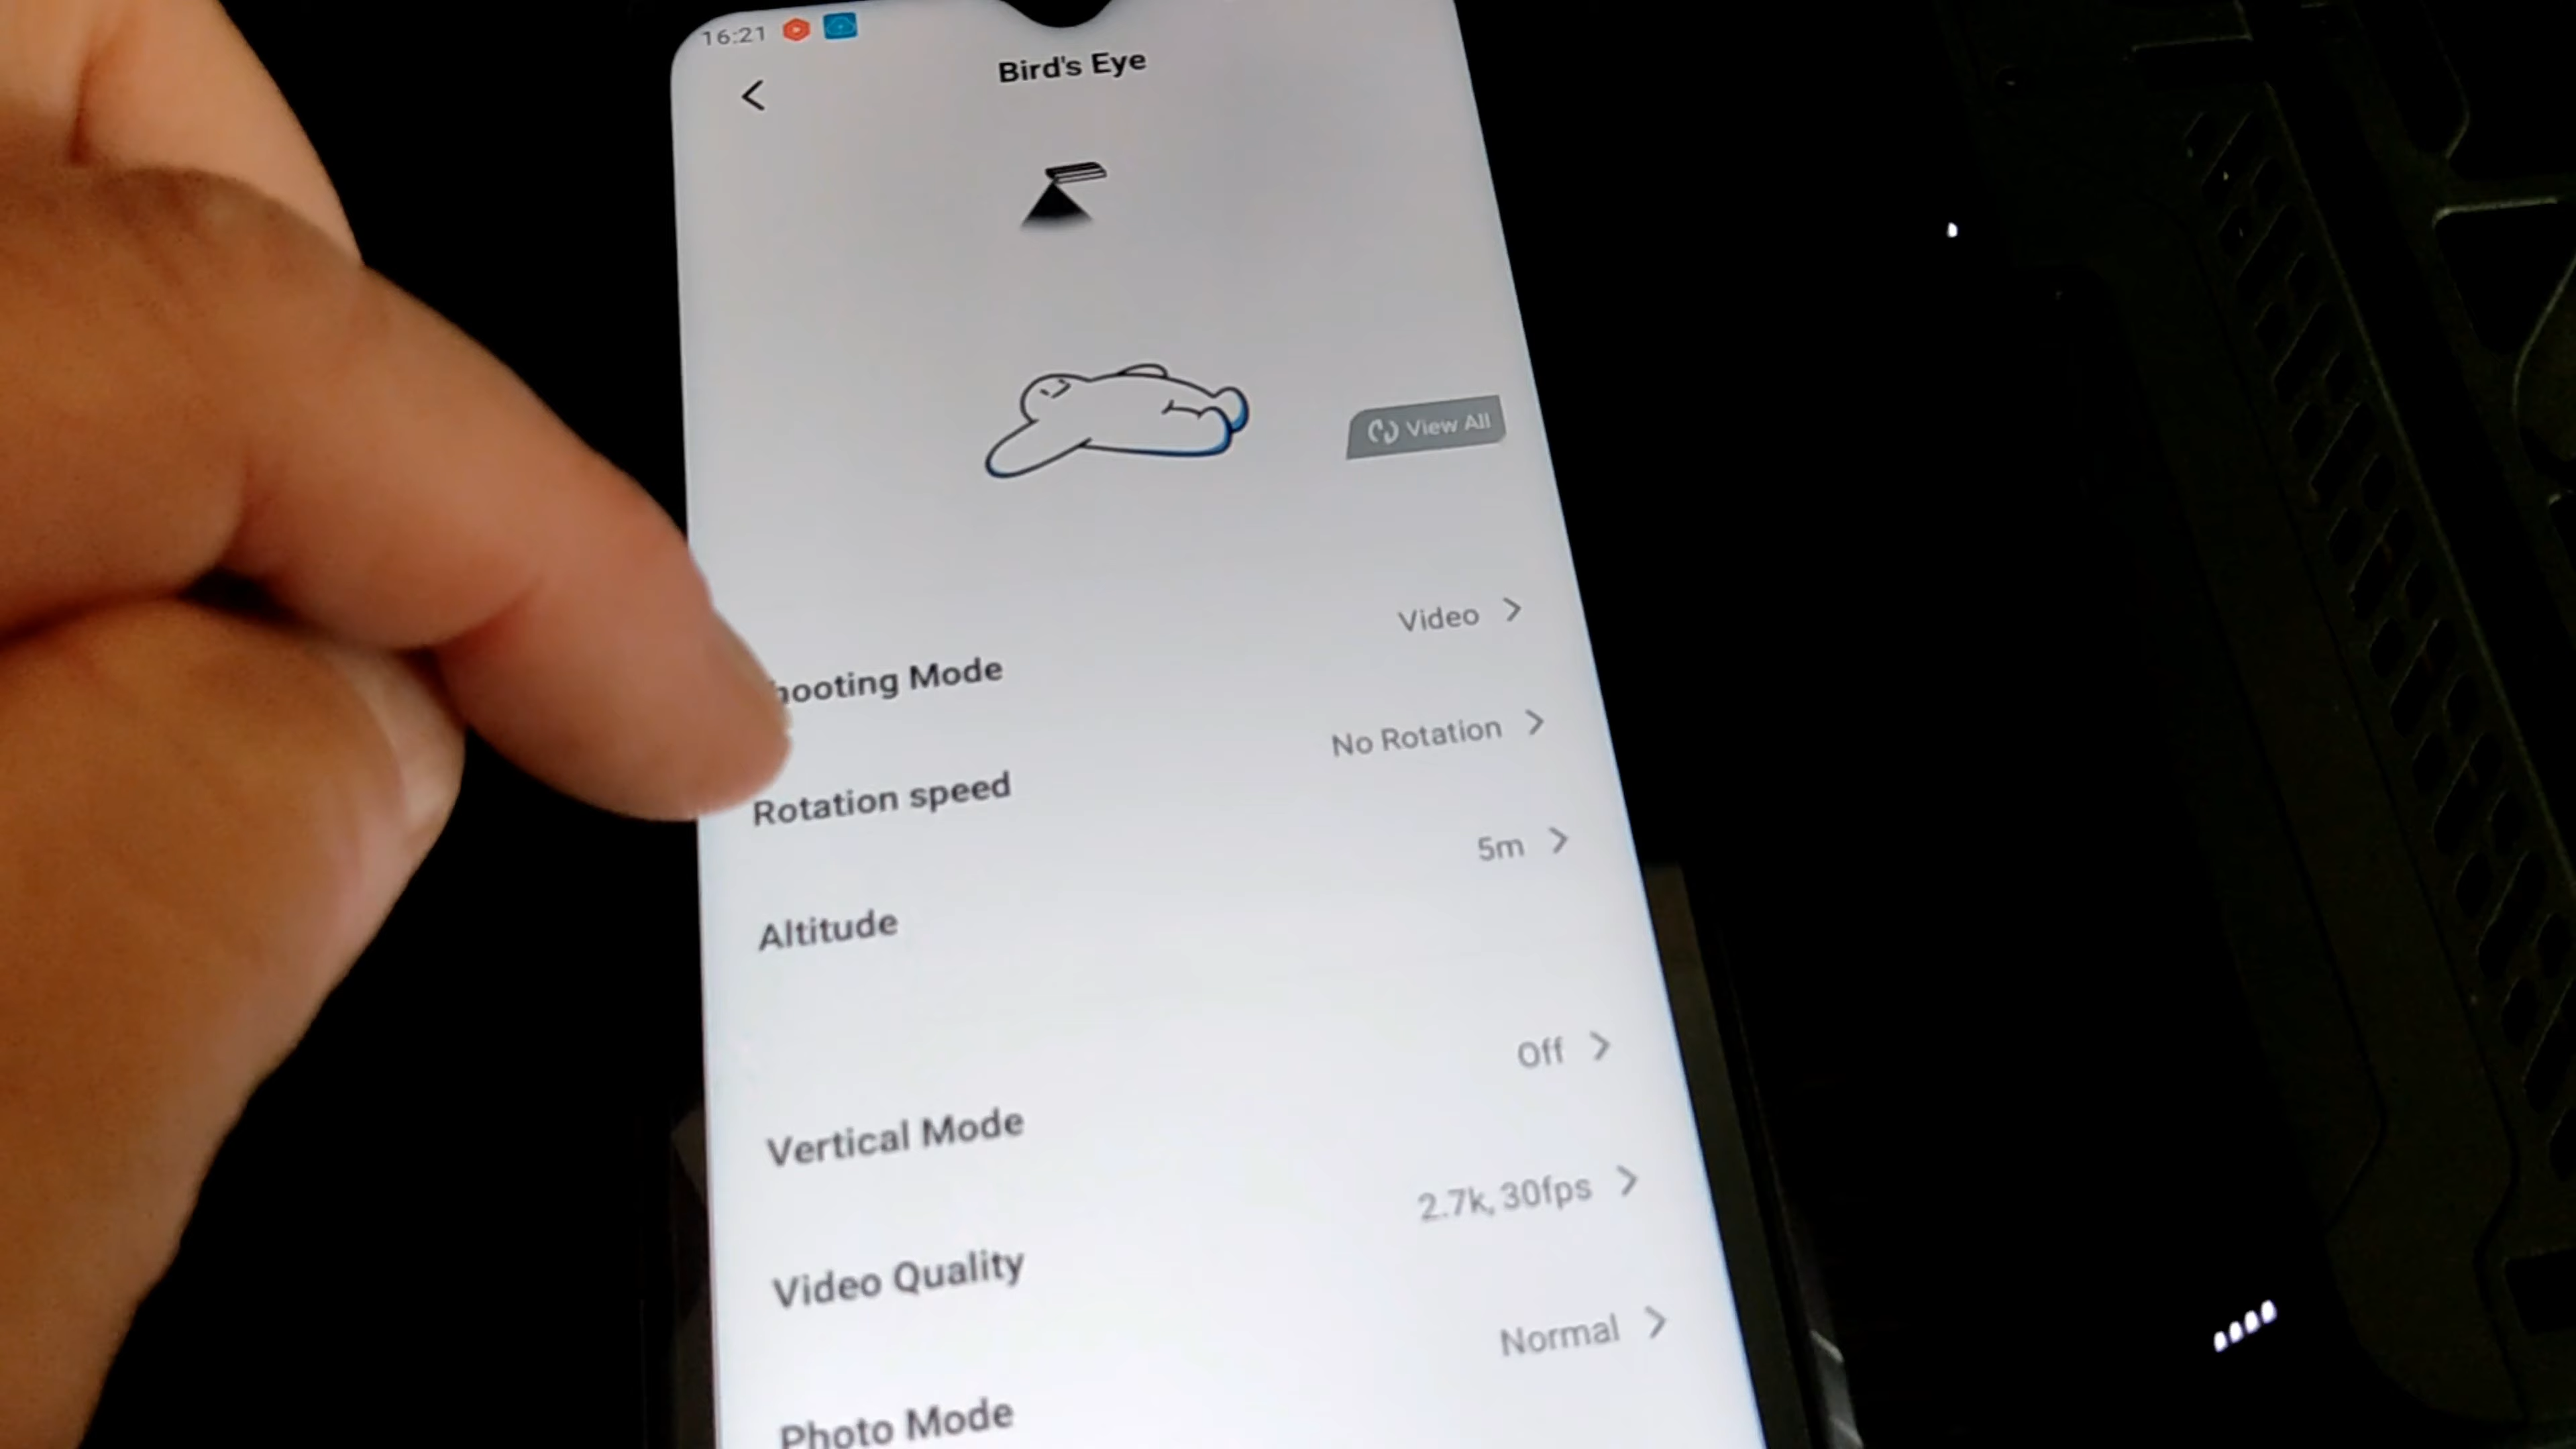 16:21
Bird's Eye
View All
hooting Mode
Video
Rotation speed
No Rotation
Altitude
5m
Vertical Mode
Off
Video Quality
2.7k, 30fps
Photo Mode
Normal